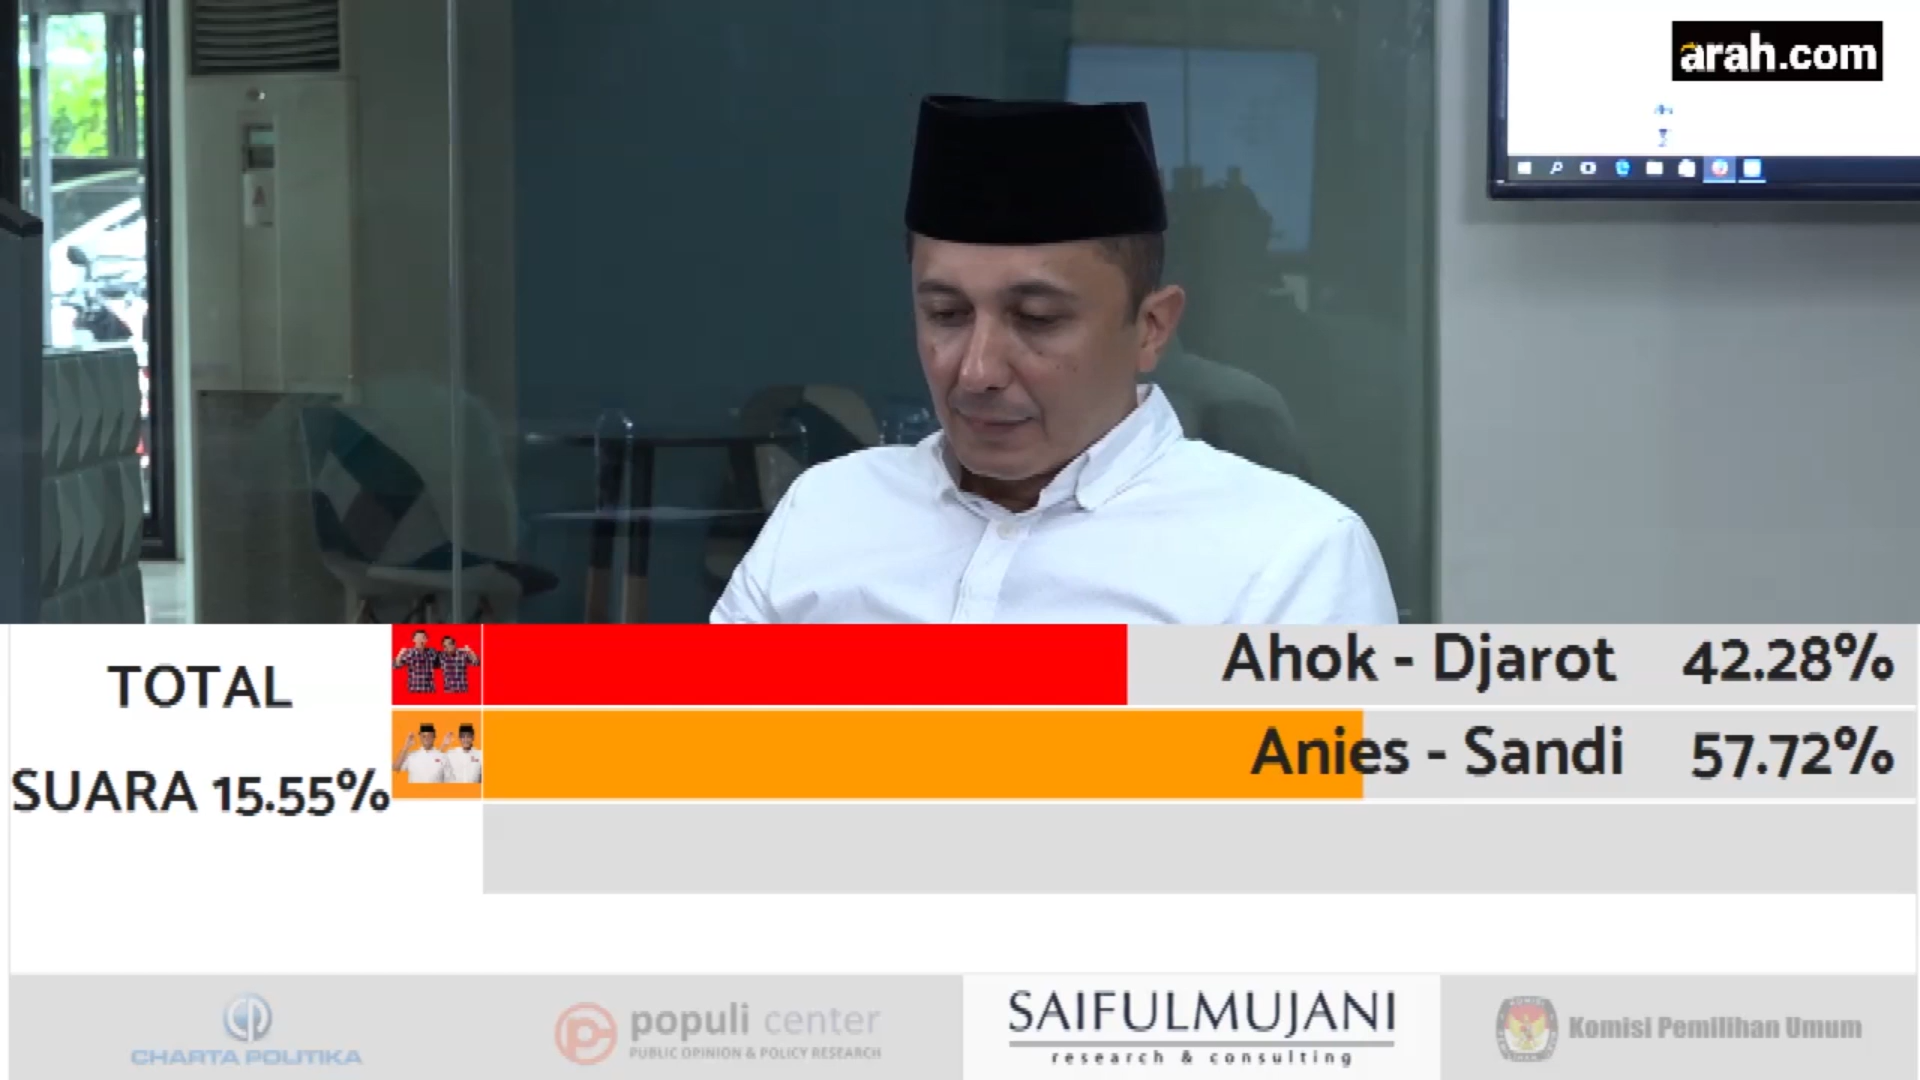 arah.com
Ahok - Djarot 42.28%
TOTAL
Anies - Sandi 57.72%
SUARA 15.55%
CHARTA POLITIKA
populi center
PUBLIC OPINION & POLICY RESEARCH
SAIFULMUJANI
research & consulting
Komisi Pemilihan Umum